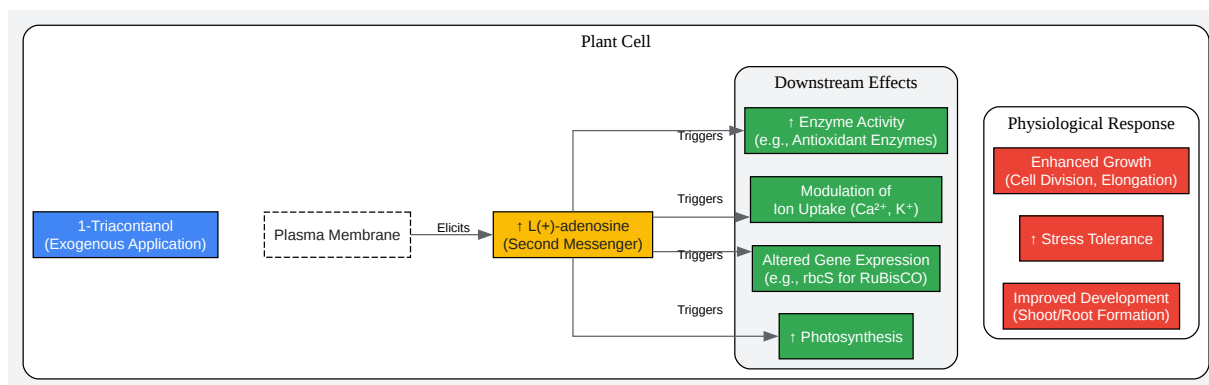 Plant Cell
1-Triacontanol
(Exogenous Application)
Plasma Membrane
Elicits
↑ L(+)-adenosine
(Second Messenger)
Triggers
Triggers
Triggers
Triggers
Downstream Effects
↑ Enzyme Activity
(e.g., Antioxidant Enzymes)
Modulation of
Ion Uptake (Ca²⁺, K⁺)
Altered Gene Expression
(e.g., rbcS for RuBisCO)
↑ Photosynthesis
Physiological Response
Enhanced Growth
(Cell Division, Elongation)
↑ Stress Tolerance
Improved Development
(Shoot/Root Formation)